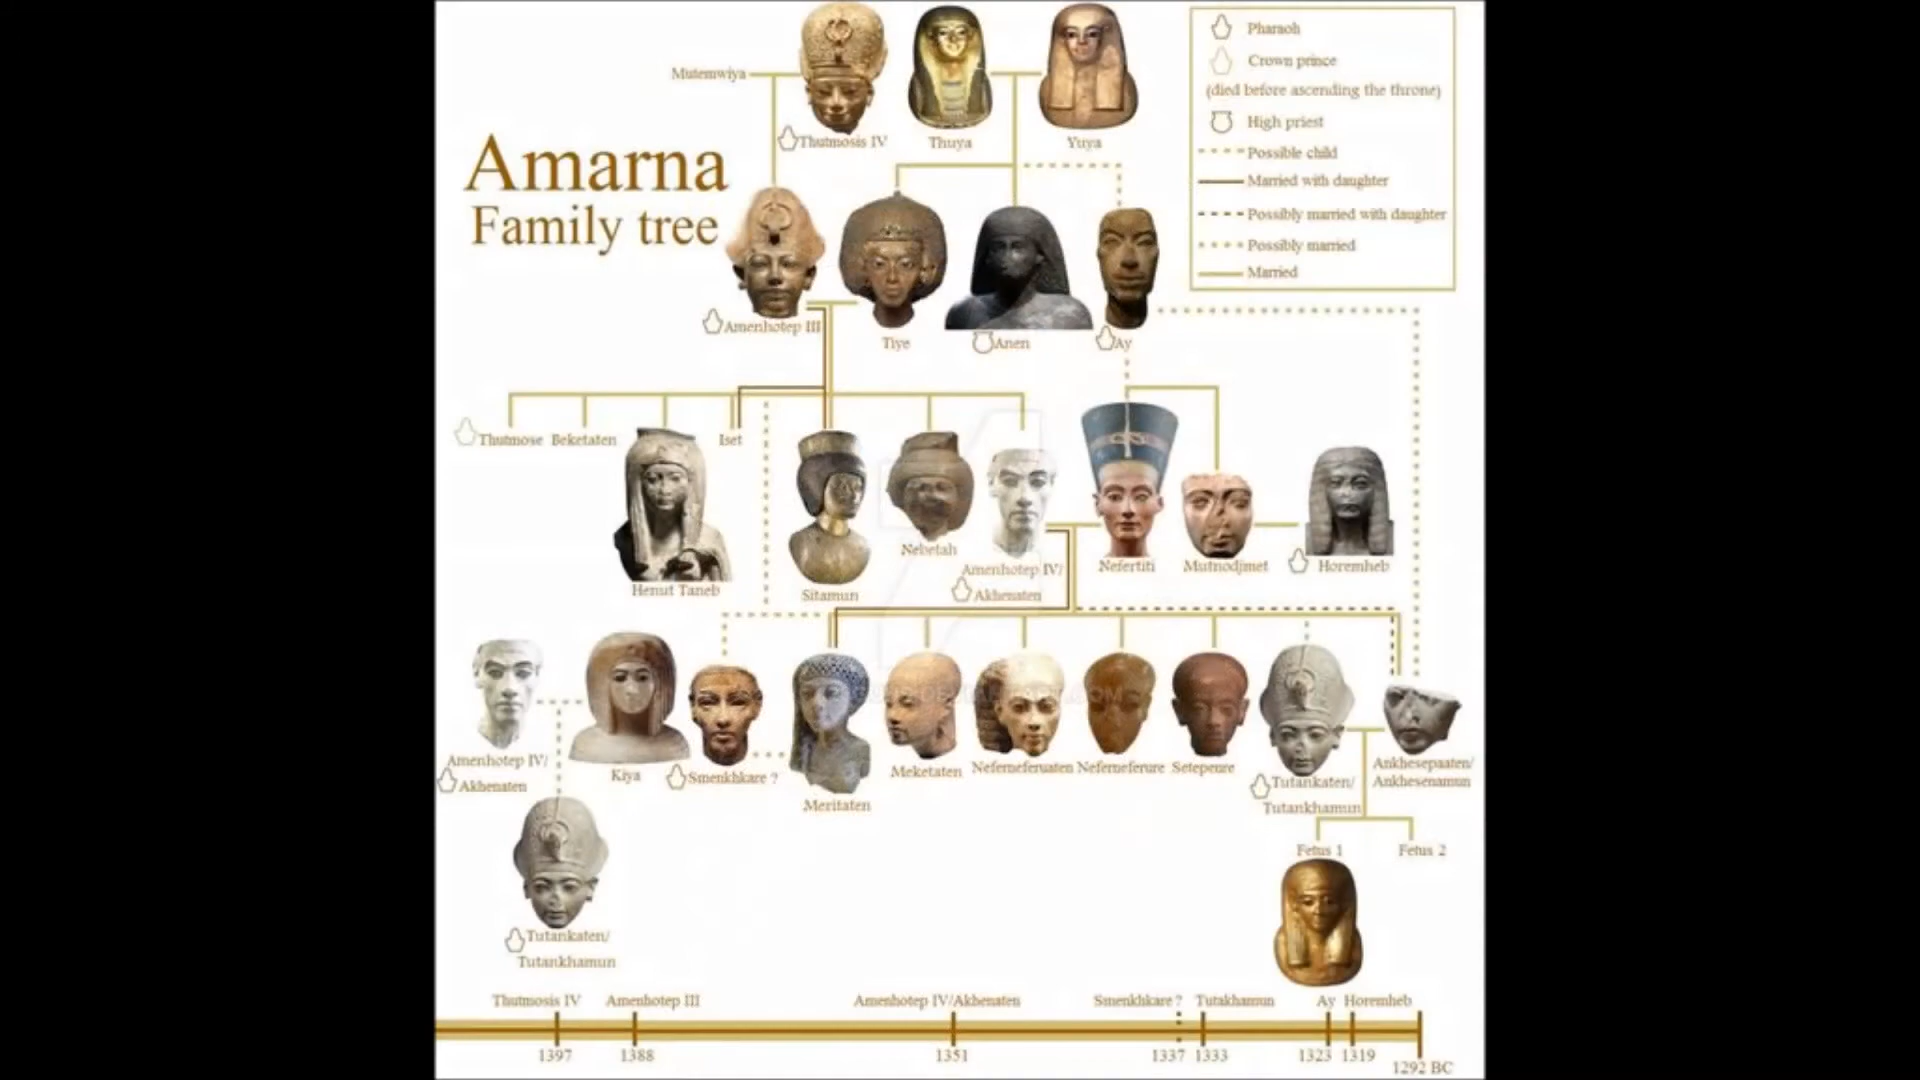 Pharaoh
Crown prince
(died before ascending the throne)
High priest
Possible child
Married with daughter
Possibly married with daughter
Possibly married
Married
Mutemwiya
Thutmosis IV
Thuya
Yuya
Amarna
Family tree
Amenhotep III
Tiye
Anen
Ay
Thutmose
Beketaten
Iset
Henut Taneb
Sitamun
Nebetah
Amenhotep IV/
Akhenaten
Nefertiti
Mutnodjmet
Horemheb
Amenhotep IV/
Akhenaten
Kiya
Smenkhkare ?
Meritaten
Meketaten
Neferneferuaten
Neferneferure
Setepenre
Tutankaten/
Tutankhamun
Ankhesepaaten/
Ankhesenamun
Fetus 1
Fetus 2
Tutankaten/
Tutankhamun
Thutmosis IV
Amenhotep III
Amenhotep IV/Akhenaten
Smenkhkare ?
Tutakhamun
Ay
Horemheb
1397
1388
1351
1337
1333
1323
1319
1292 BC